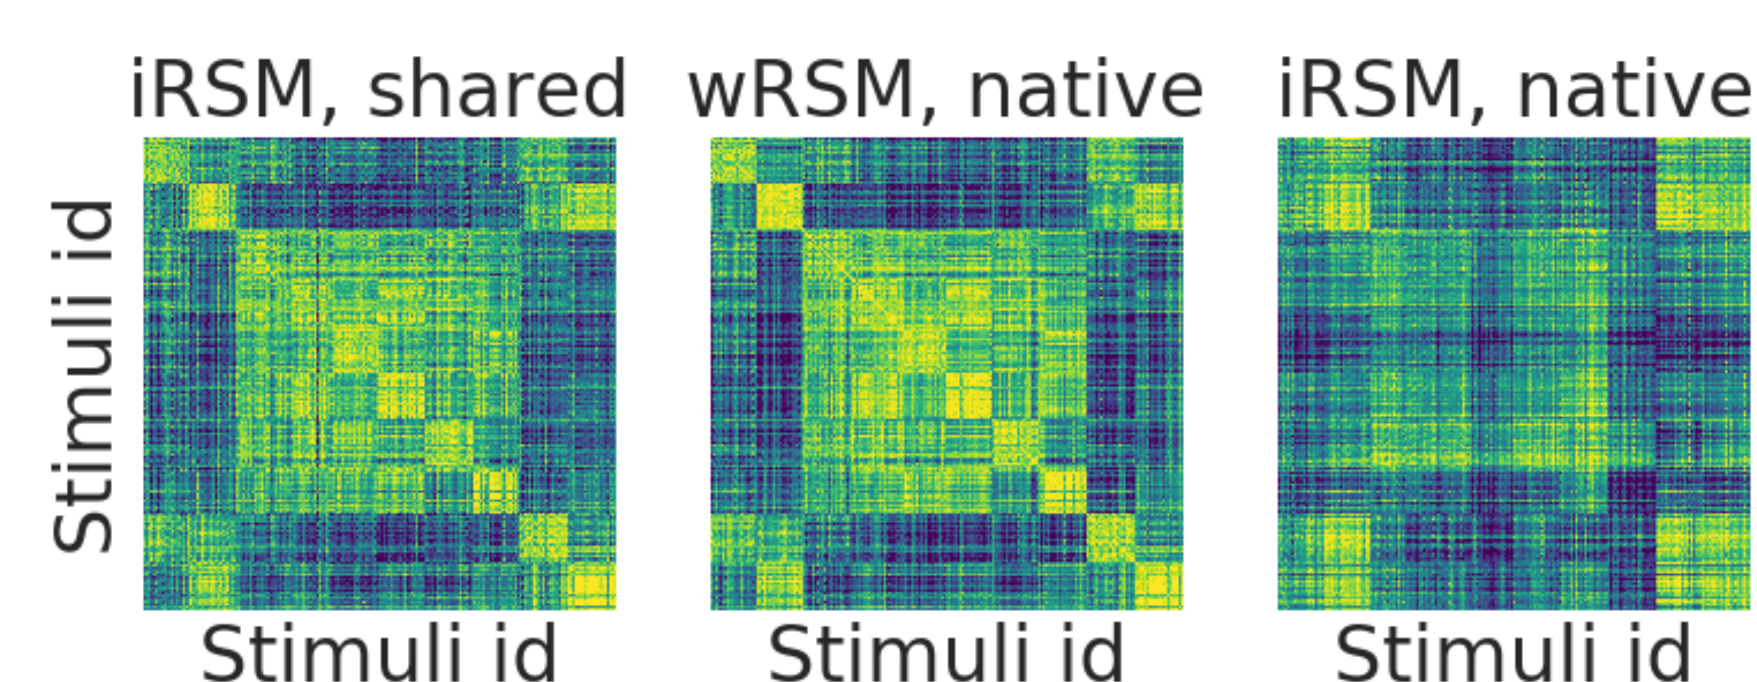 iRSM, shared
wRSM, native
iRSM, native
Stimuli id
Stimuli id
Stimuli id
Stimuli id